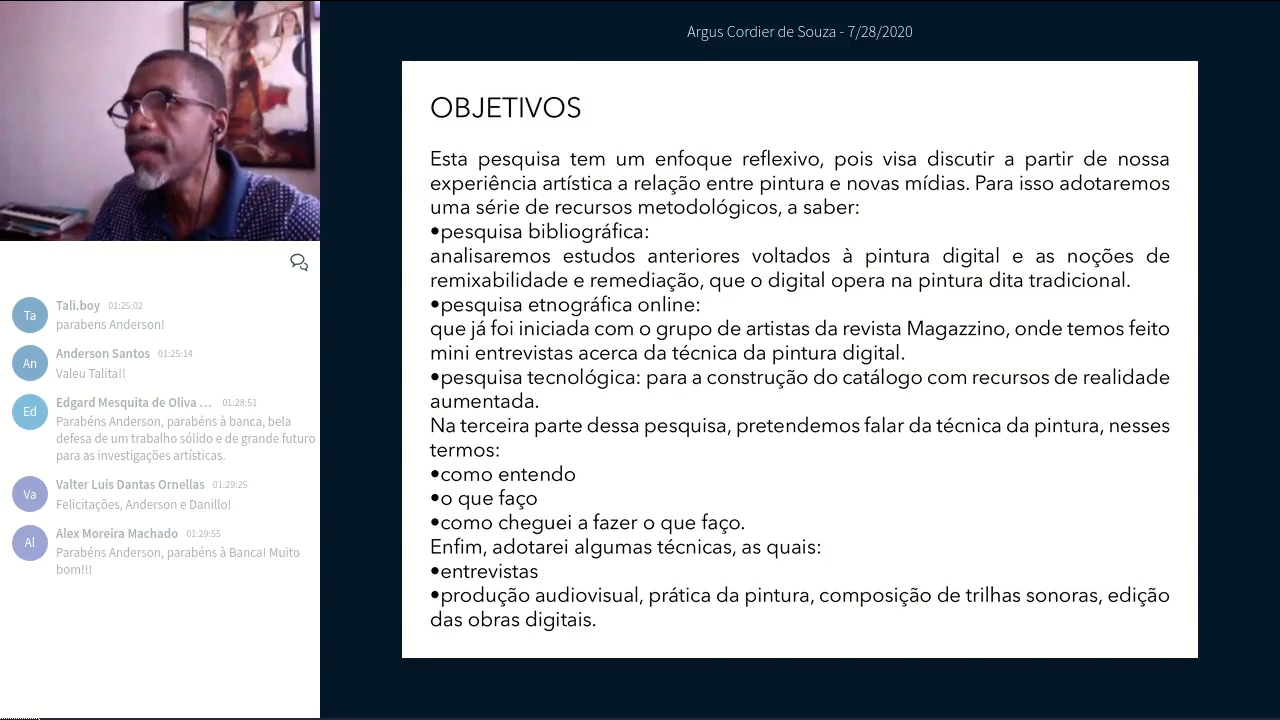 Argus Cordier de Souza - 7/28/2020
OBJETIVOS
Esta pesquisa tem um enfoque reflexivo, pois visa discutir a partir de nossa
experiência artística a relação entre pintura e novas mídias. Para isso adotaremos
uma série de recursos metodológicos, a saber:
•pesquisa bibliográfica:
analisaremos estudos anteriores voltados à pintura digital e as noções de
remixabilidade e remediação, que o digital opera na pintura dita tradicional.
•pesquisa etnográfica online:
que já foi iniciada com o grupo de artistas da revista Magazzino, onde temos feito
mini entrevistas acerca da técnica da pintura digital.
•pesquisa tecnológica: para a construção do catálogo com recursos de realidade
aumentada.
Na terceira parte dessa pesquisa, pretendemos falar da técnica da pintura, nesses
termos:
•como entendo
•o que faço
•como cheguei a fazer o que faço.
Enfim, adotarei algumas técnicas, as quais:
•entrevistas
•produção audiovisual, prática da pintura, composição de trilhas sonoras, edição
das obras digitais.
Ta
Tali.boy 01:25:02
parabens Anderson!
An
Anderson Santos 01:25:14
Valeu Talita!!
Ed
Edgard Mesquita de Oliva ... 01:28:51
Parabéns Anderson, parabéns à banca, bela
defesa de um trabalho sólido e de grande futuro
para as investigações artísticas.
Va
Valter Luis Dantas Ornellas 01:29:25
Felicitações, Anderson e Danillo!
Al
Alex Moreira Machado 01:29:55
Parabéns Anderson, parabéns à Banca! Muito
bom!!!